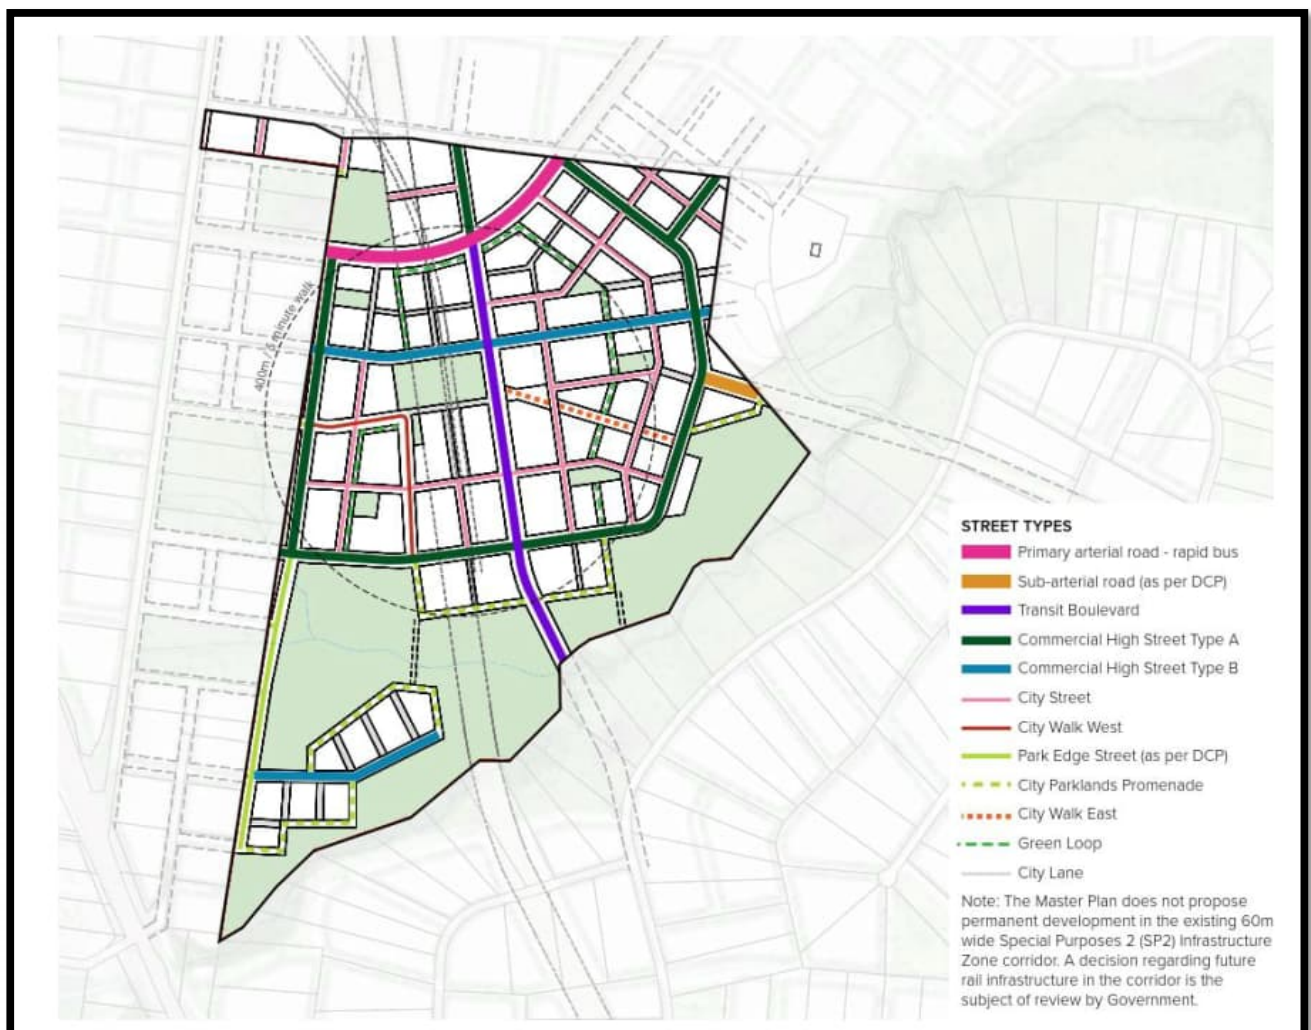 400m / 5 minute walk
STREET TYPES
Primary arterial road - rapid bus
Sub-arterial road (as per DCP)
Transit Boulevard
Commercial High Street Type A
Commercial High Street Type B
City Street
City Walk West
Park Edge Street (as per DCP)
City Parklands Promenade
City Walk East
Green Loop
City Lane
Note: The Master Plan does not propose
permanent development in the existing 60m
wide Special Purposes 2 (SP2) Infrastructure
Zone corridor. A decision regarding future
rail infrastructure in the corridor is the
subject of review by Government.